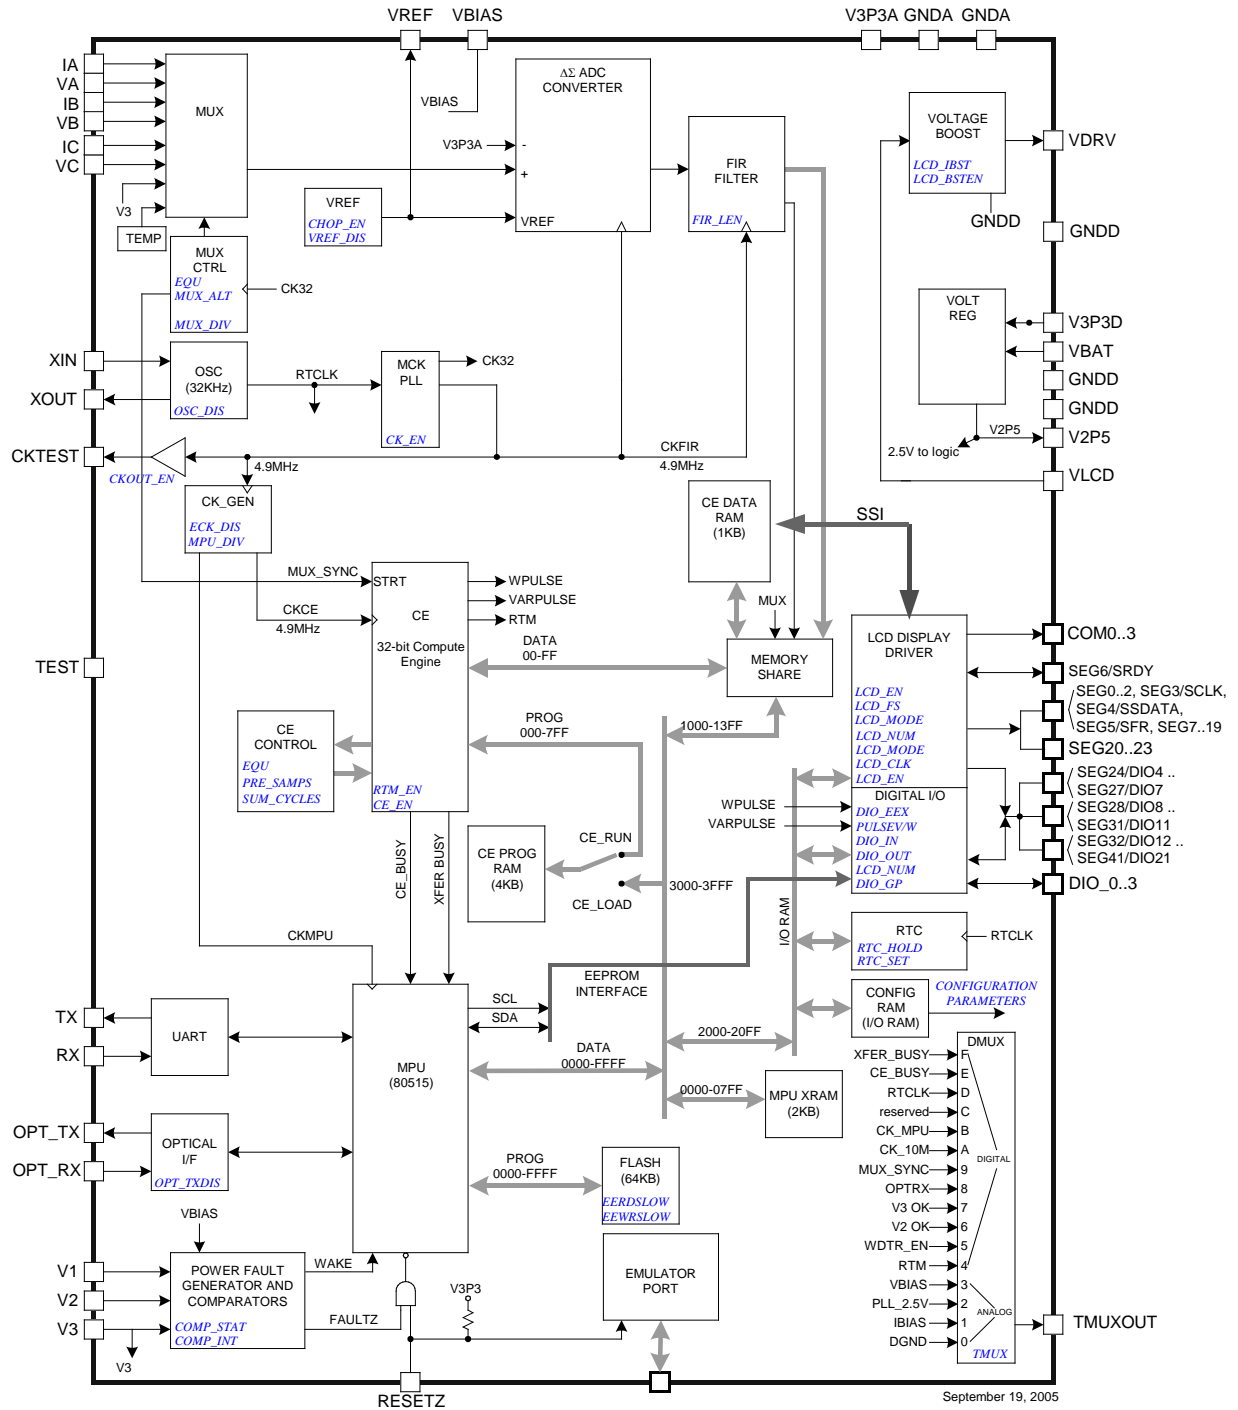 VREF VBIAS V3P3A GNDA GNDA
IA
VA
IB
VB
IC
VC
MUX
V3
TEMP
VBIAS
V3P3A
ΔΣ ADC
CONVERTER
-
+
VREF
VREF
CHOP_EN
VREF_DIS
FIR
FILTER
FIR_LEN
VOLTAGE
BOOST
LCD_IBST
LCD_BSTEN
GNDD
VDRV
GNDD
MUX
CTRL
EQU
MUX_ALT
MUX_DIV
CK32
VOLT
REG
V3P3D
VBAT
GNDD
GNDD
V2P5
V2P5
2.5V to logic
VLCD
XIN
XOUT
OSC
(32KHz)
OSC_DIS
RTCLK
MCK
PLL
CK_EN
CK32
CKTEST
CKOUT_EN
4.9MHz
CKFIR
4.9MHz
CK_GEN
ECK_DIS
MPU_DIV
CE DATA
RAM
(1KB)
SSI
MUX_SYNC
STRT
CKCE
4.9MHz
CE
32-bit Compute
Engine
RTM_EN
CE_EN
WPULSE
VARPULSE
RTM
DATA
00-FF
MUX
MEMORY
SHARE
TEST
CE
CONTROL
EQU
PRE_SAMPS
SUM_CYCLES
PROG
000-7FF
1000-13FF
LCD DISPLAY
DRIVER
LCD_EN
LCD_FS
LCD_MODE
LCD_NUM
LCD_MODE
LCD_CLK
LCD_EN
DIGITAL I/O
DIO_EEX
PULSEV/W
DIO_IN
DIO_OUT
LCD_NUM
DIO_GP
WPULSE
VARPULSE
COM0..3
SEG6/SRDY
SEG0..2, SEG3/SCLK,
SEG4/SSDATA,
SEG5/SFR, SEG7..19
SEG20..23
SEG24/DIO4 ..
SEG27/DIO7
SEG28/DIO8 ..
SEG31/DIO11
SEG32/DIO12 ..
SEG41/DIO21
DIO_0..3
CE_BUSY
XFER BUSY
CE PROG
RAM
(4KB)
CE_RUN
CE_LOAD
3000-3FFF
I/O RAM
RTC
RTC_HOLD
RTC_SET
RTCLK
CKMPU
EEPROM
INTERFACE
CONFIG
RAM
(I/O RAM)
CONFIGURATION
PARAMETERS
TX
RX
UART
MPU
(80515)
SCL
SDA
DATA
0000-FFFF
2000-20FF
0000-07FF
MPU XRAM
(2KB)
OPT_TX
OPT_RX
OPTICAL
I/F
OPT_TXDIS
PROG
0000-FFFF
FLASH
(64KB)
EERDSLOW
EEWRSLOW
DMUX
XFER_BUSY F
CE_BUSY E
RTCLK D
reserved C
CK_MPU B
CK_10M A
MUX_SYNC 9
OPTRX 8
V3 OK 7
V2 OK 6
WDTR_EN 5
RTM 4
VBIAS 3
PLL_2.5V 2
IBIAS 1
DGND 0
DIGITAL
ANALOG
TMUX
TMUXOUT
VBIAS
V1
V2
V3
V3
POWER FAULT
GENERATOR AND
COMPARATORS
COMP_STAT
COMP_INT
WAKE
FAULTZ
V3P3
EMULATOR
PORT
RESETZ
September 19, 2005